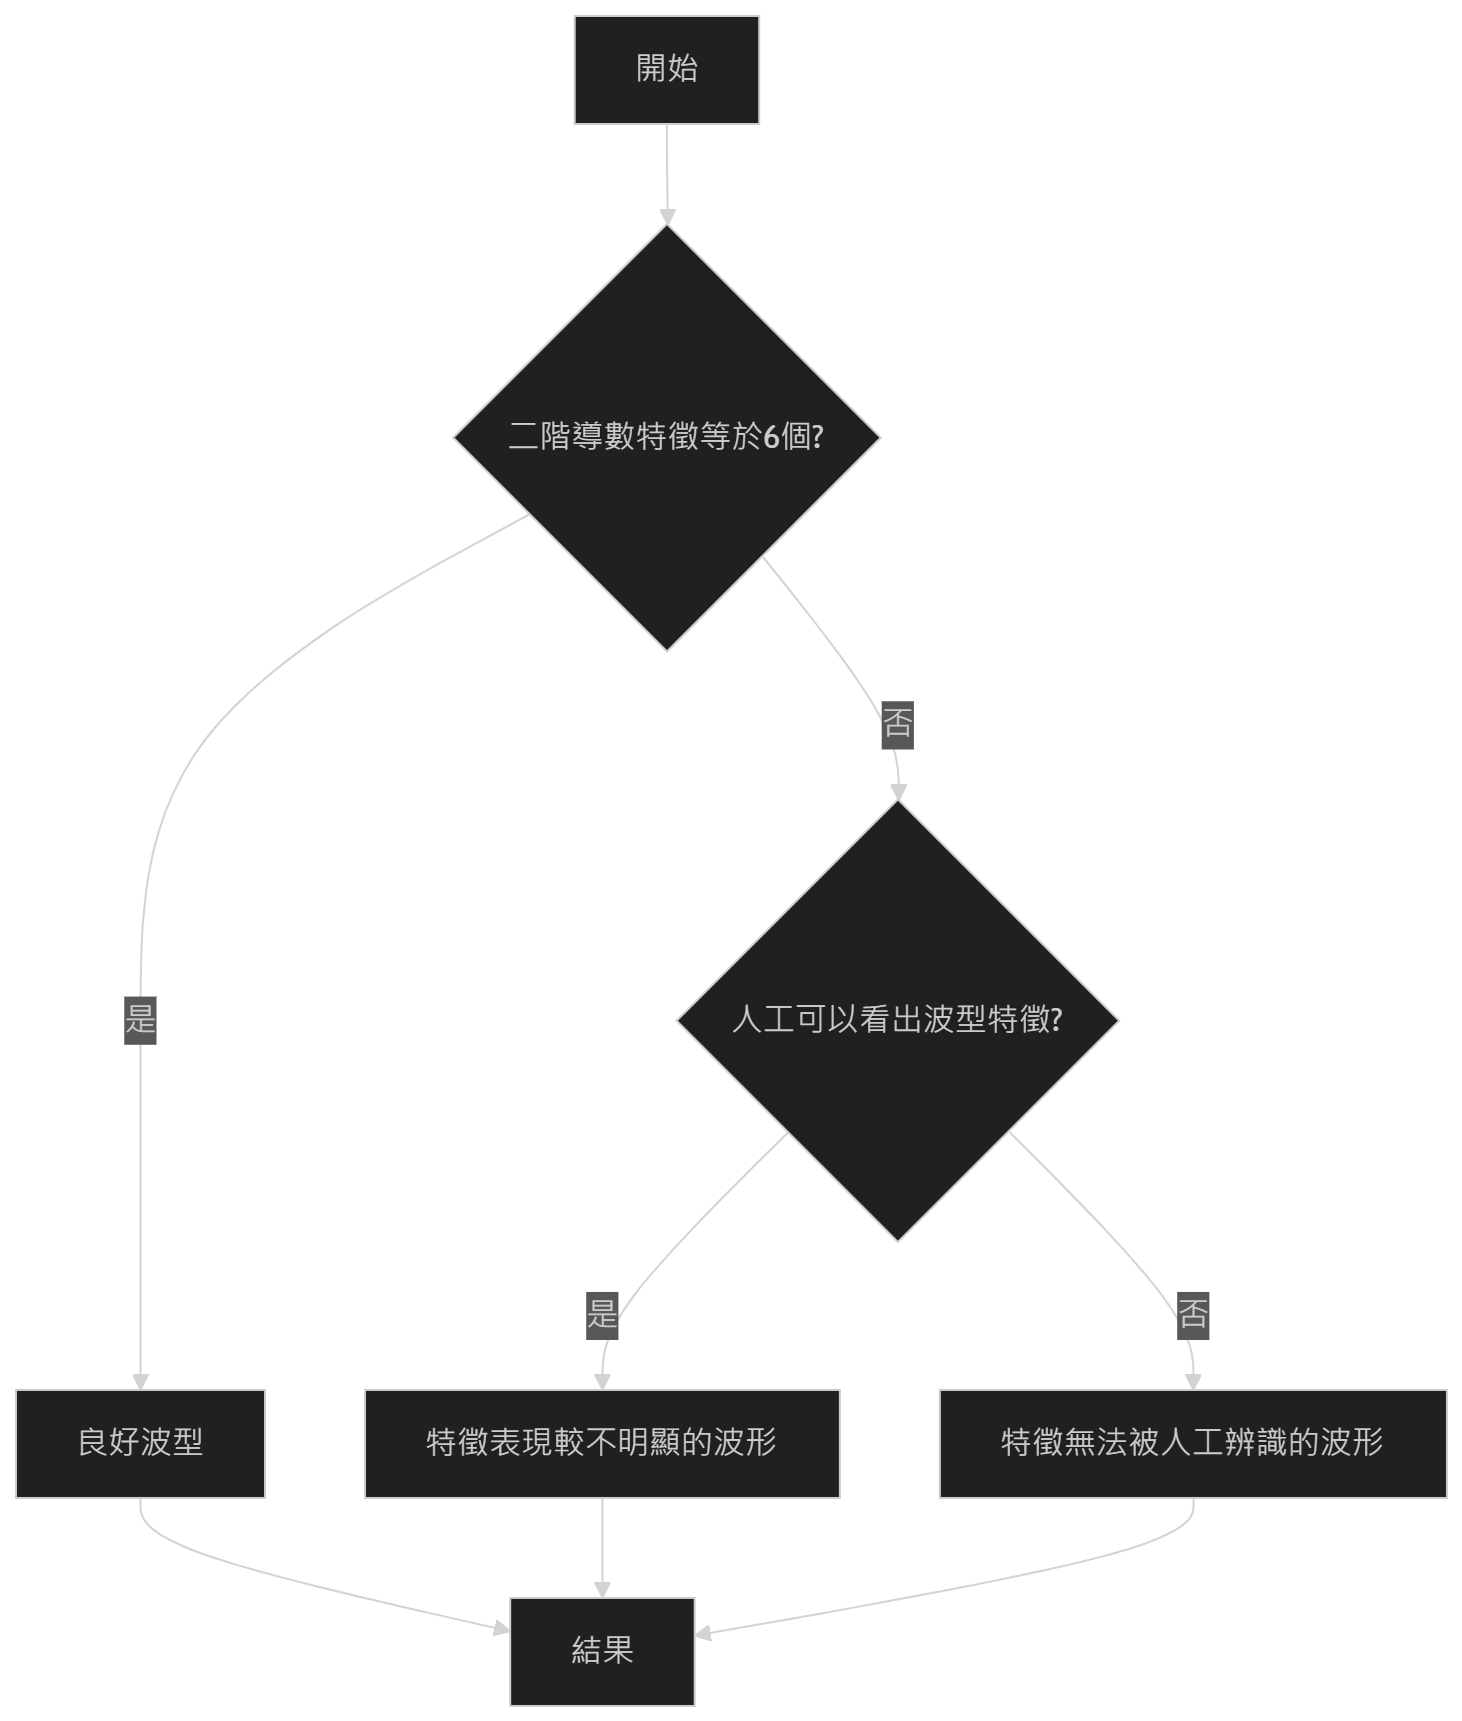 開始
二階導數特徵等於6個?
否
是
人工可以看出波型特徵?
是
否
良好波型
特徵表現較不明顯的波形
特徵無法被人工辨識的波形
結果